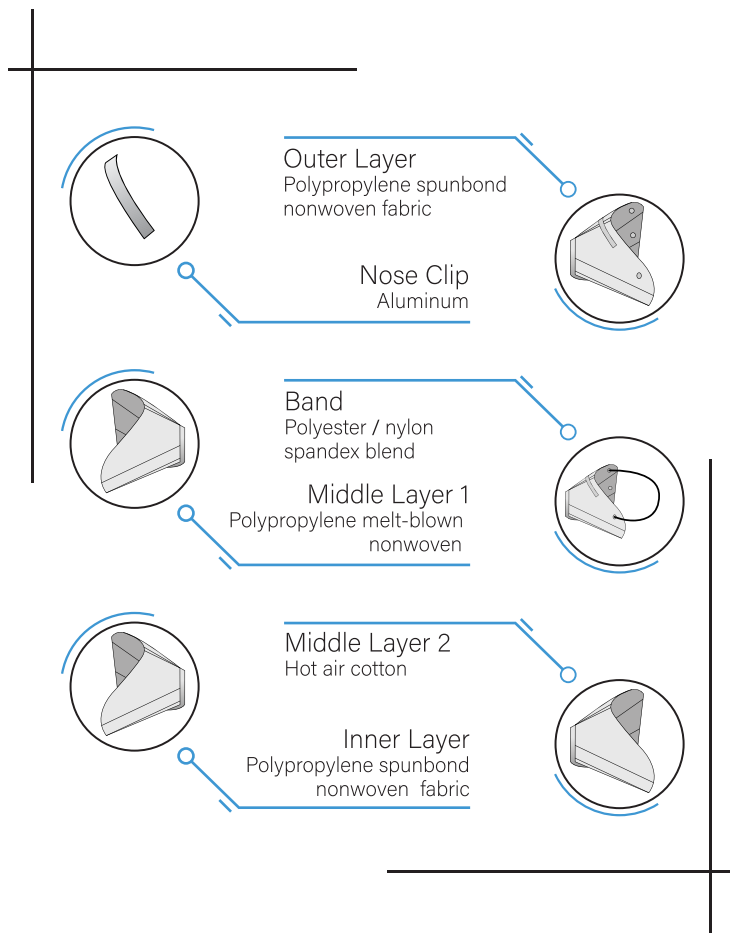 Outer Layer
Polypropylene spunbond
nonwoven fabric
Nose Clip
Aluminum
Band
Polyester / nylon
spandex blend
Middle Layer 1
Polypropylene melt-blown
nonwoven
Middle Layer 2
Hot air cotton
Inner Layer
Polypropylene spunbond
nonwoven fabric